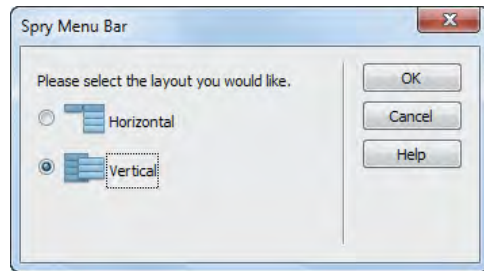 Spry Menu Bar
Please select the layout you would like.
Horizontal
Vertical
OK
Cancel
Help